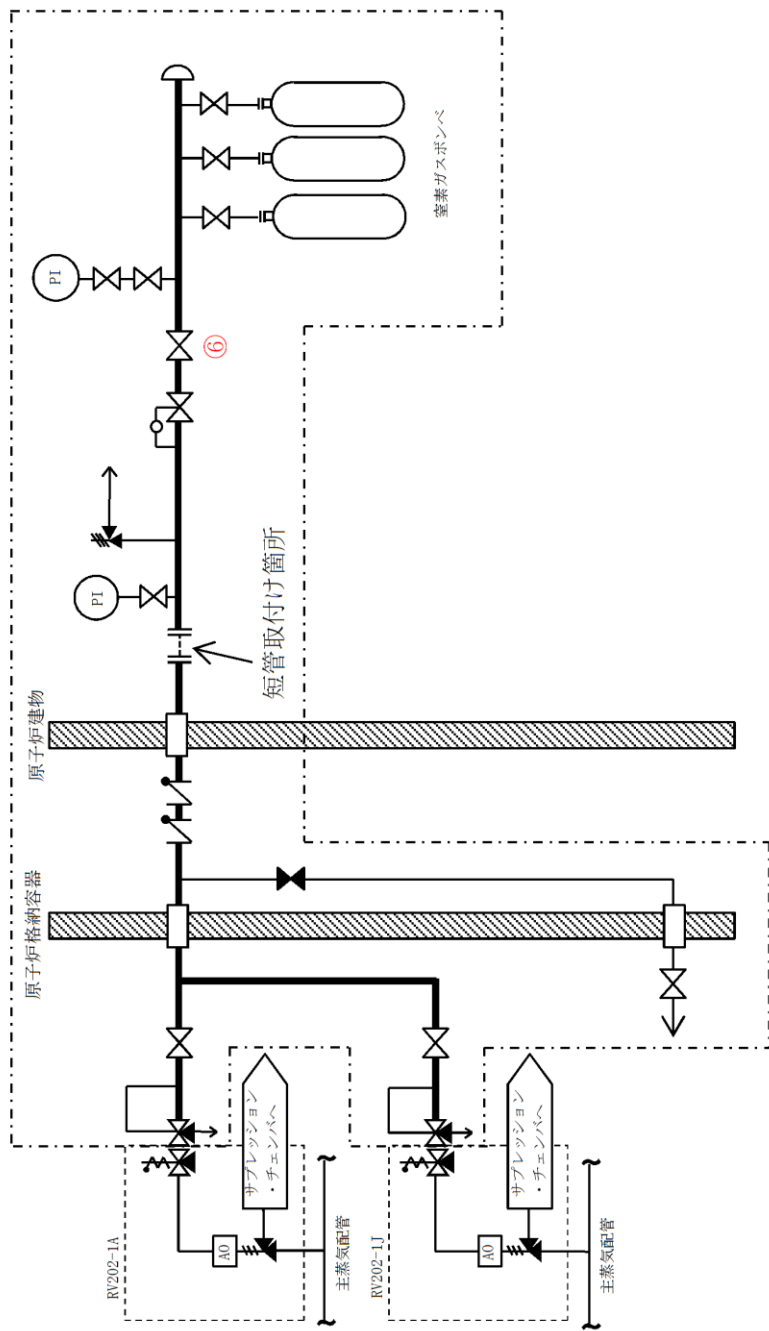 原子炉格納容器
原子炉建物
RV202-1A
AO
サプレッション
・チェンバへ
主蒸気配管
RV202-1J
AO
サプレッション
・チェンバへ
主蒸気配管
短管取付け箇所
PI
⑥
PI
窒素ガスボンベ